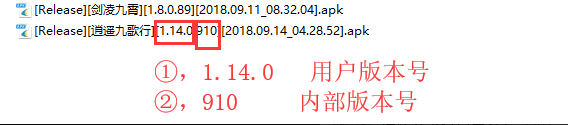 [Release][剑凌九霄][1.8.0.89][2018.09.11_08.32.04].apk
[Release][逍遥九歌行][1.14.0.910][2018.09.14_04.28.52].apk
①，1.14.0 用户版本号
②，910 内部版本号